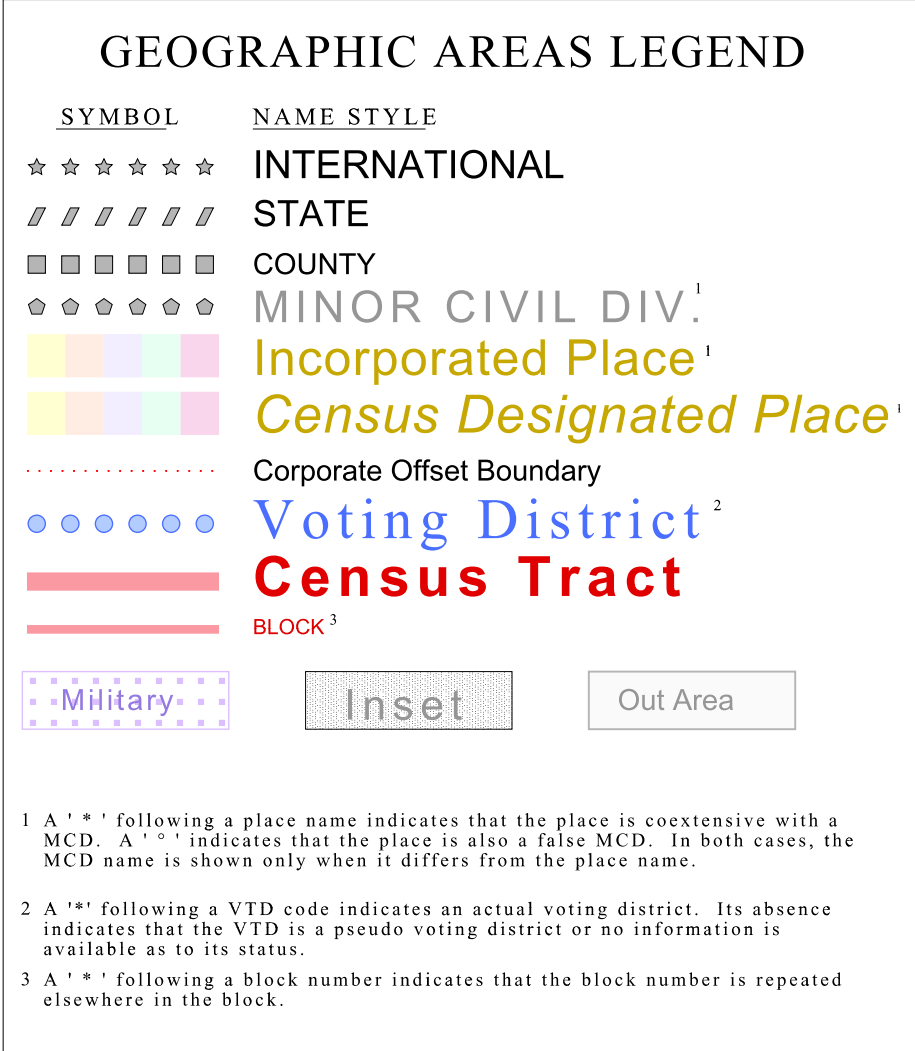 GEOGRAPHIC AREAS LEGEND
SYMBOL NAME STYLE
INTERNATIONAL
STATE
COUNTY
MINOR CIVIL DIV. 1
Incorporated Place 1
Census Designated Place 1
Corporate Offset Boundary
Voting District 2
Census Tract
BLOCK 3
Military Inset Out Area
1 A ' * ' following a place name indicates that the place is coextensive with a
MCD. A ' ° ' indicates that the place is also a false MCD. In both cases, the
MCD name is shown only when it differs from the place name.
2 A '*' following a VTD code indicates an actual voting district. Its absence
indicates that the VTD is a pseudo voting district or no information is
available as to its status.
3 A ' * ' following a block number indicates that the block number is repeated
elsewhere in the block.